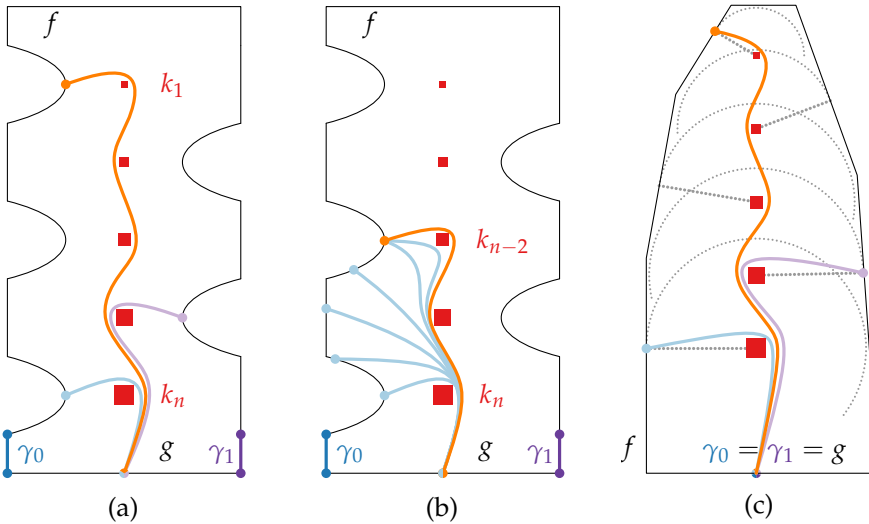 f
k₁
kₙ
γ₀
g
γ₁
(a)
f
kₙ₋₂
kₙ
γ₀
g
γ₁
(b)
f
γ₀ = γ₁ = g
(c)